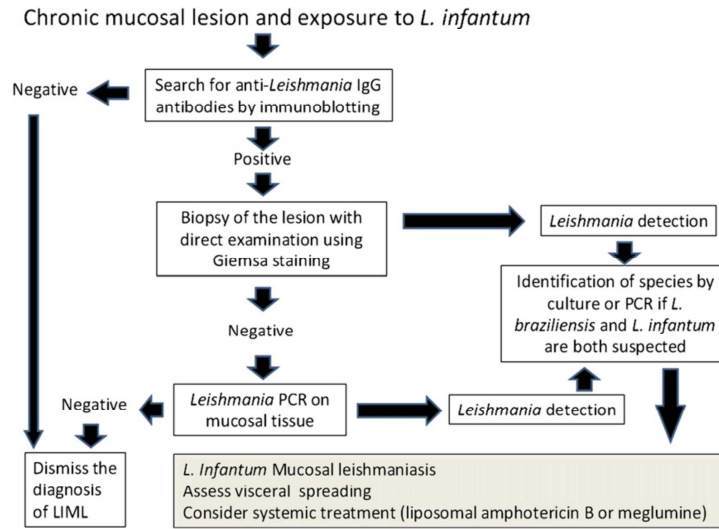 Chronic mucosal lesion and exposure to L. infantum
Negative
Search for anti-Leishmania IgG
antibodies by immunoblotting
Positive
Biopsy of the lesion with
direct examination using
Giemsa staining
Leishmania detection
Identification of species by
culture or PCR if L.
braziliensis and L. infantum
are both suspected
Negative
Negative
Leishmania PCR on
mucosal tissue
Leishmania detection
Dismiss the
diagnosis
of LIML
L. Infantum Mucosal leishmaniasis
Assess visceral spreading
Consider systemic treatment (liposomal amphotericin B or meglumine)